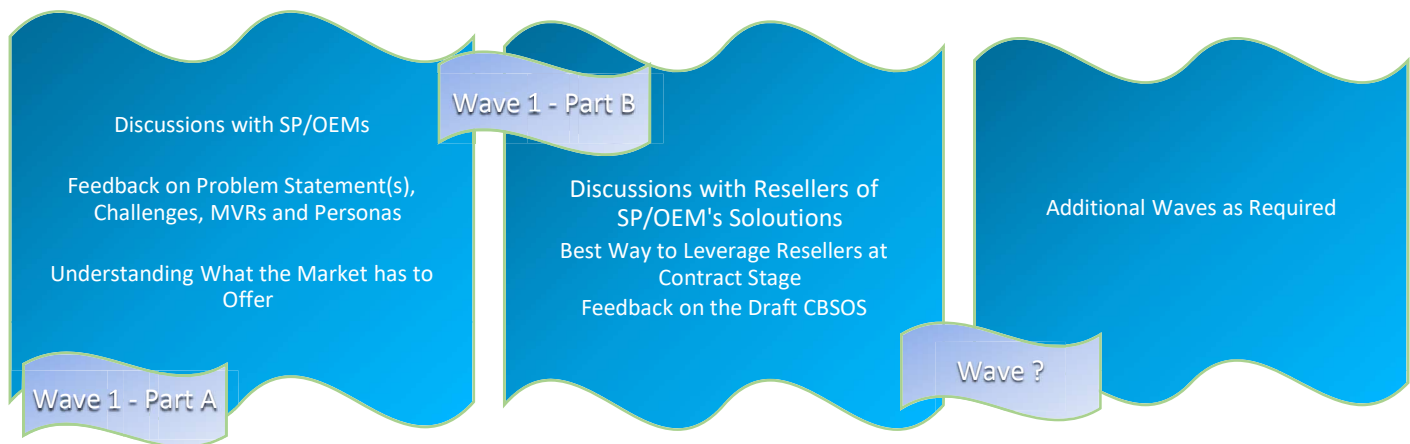 Discussions with SP/OEMs
Feedback on Problem Statement(s),
Challenges, MVRs and Personas
Understanding What the Market has to
Offer
Wave 1 - Part A
Wave 1 - Part B
Discussions with Resellers of
SP/OEM's Soloutions
Best Way to Leverage Resellers at
Contract Stage
Feedback on the Draft CBSOS
Additional Waves as Required
Wave ?